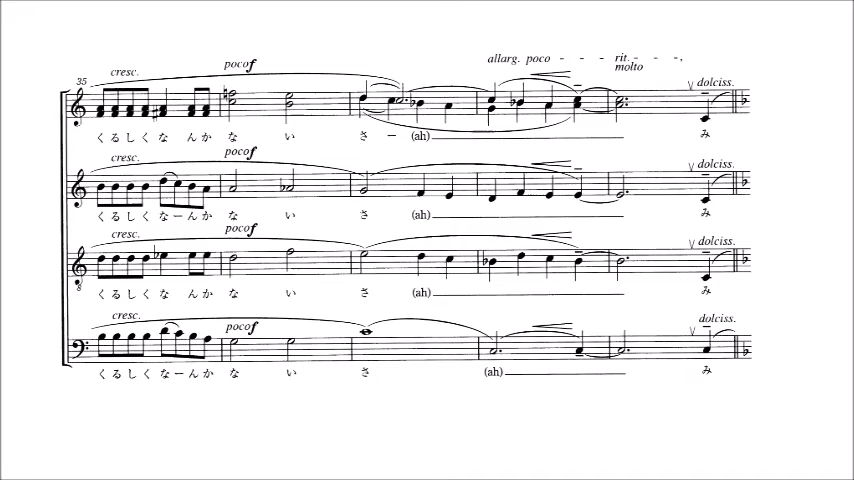 allarg. poco - - - rit. - - -,
molto
35
cresc.
poco f
dolciss.
くるしくなんかな い さ ー (ah) み
cresc.
poco f
dolciss.
くるしくなーんかな い さ (ah) み
cresc.
poco f
dolciss.
8
くるしくなんかな い さ (ah) み
cresc.
poco f
dolciss.
くるしくなーんかな い さ (ah) み